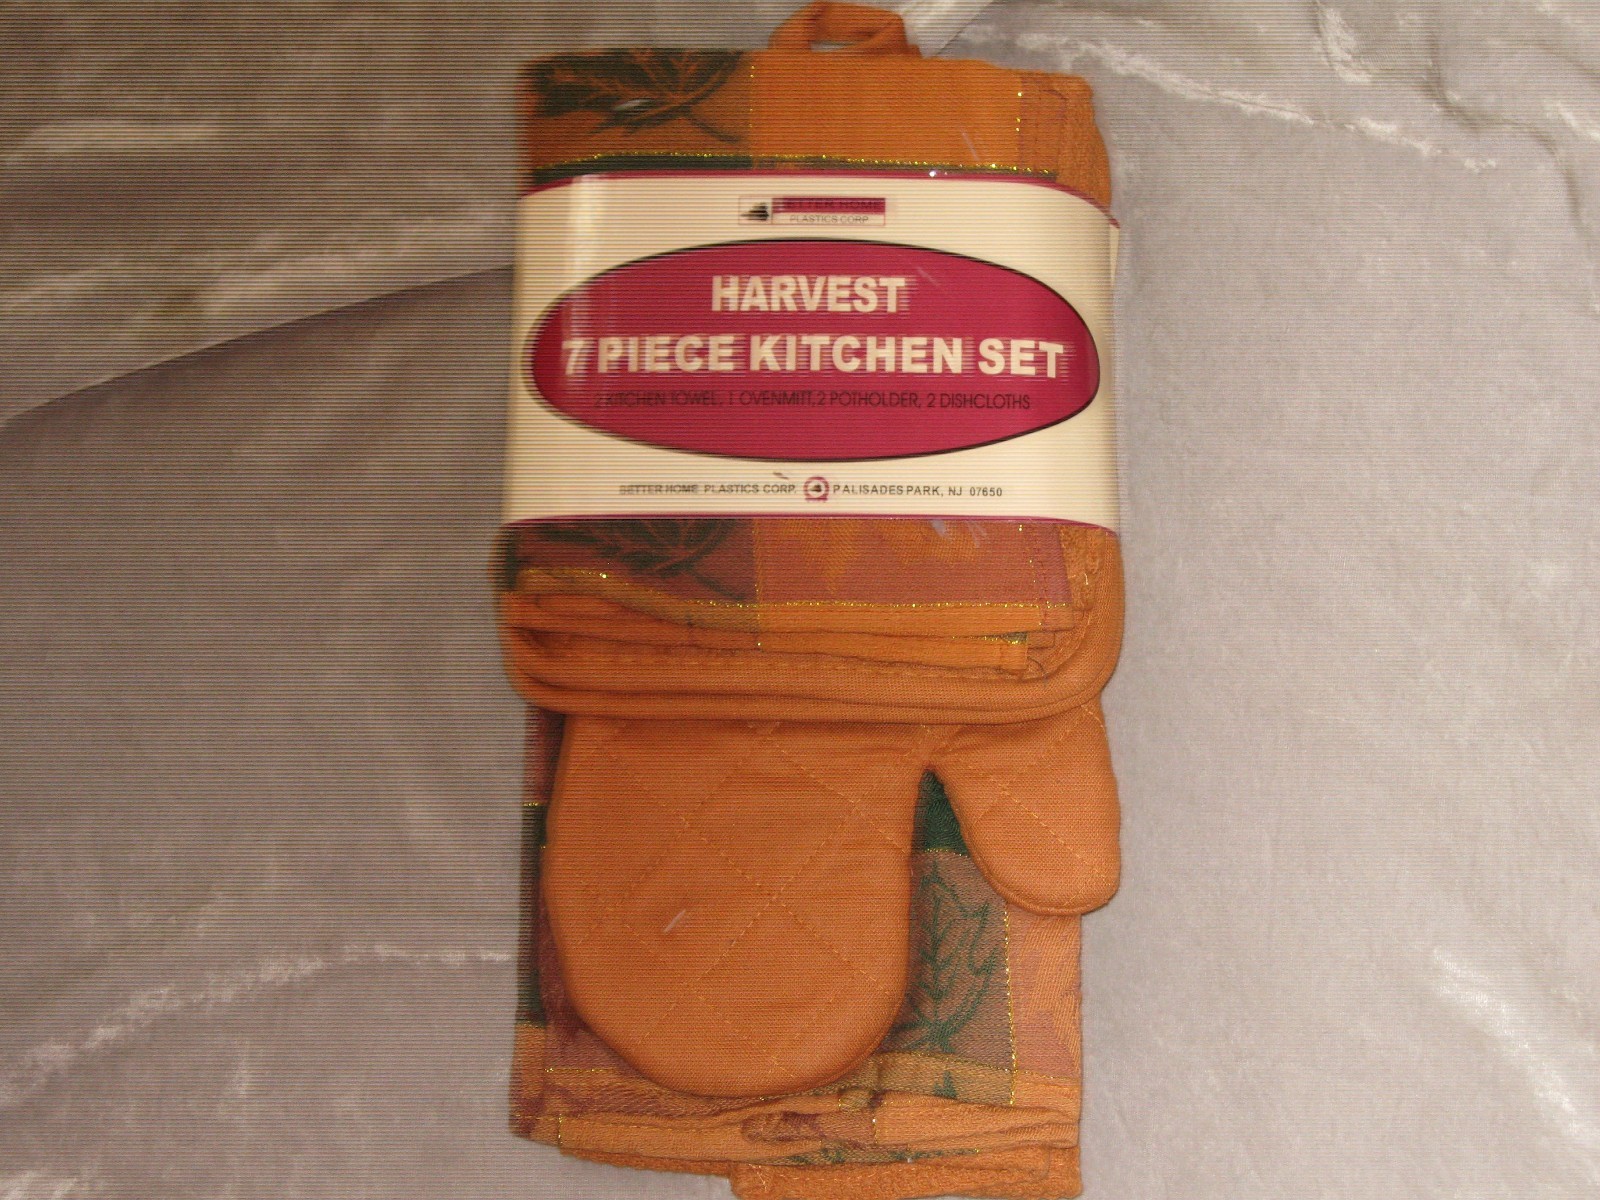 BETTER HOME
PLASTICS CORP.
HARVEST
7 PIECE KITCHEN SET
2 KITCHEN TOWEL, 1 OVENMITT, 2 POTHOLDER, 2 DISHCLOTHS
BETTER HOME PLASTICS CORP. PALISADES PARK, NJ 07650